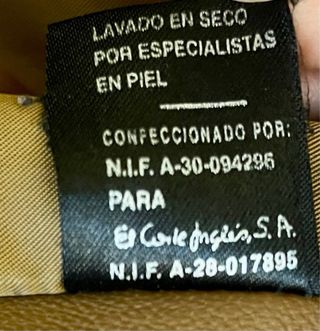 LAVADO EN SECO
POR ESPECIALISTAS
EN PIEL
CONFECCIONADO POR:
N.I.F. A-30-094296
PARA
El Corte Inglés, S.A.
N.I.F. A-28-017895